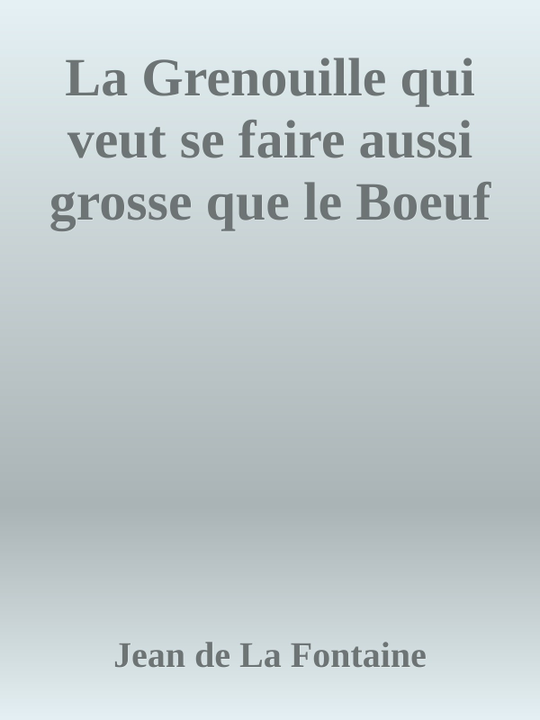 La Grenouille qui
veut se faire aussi
grosse que le Boeuf
Jean de La Fontaine